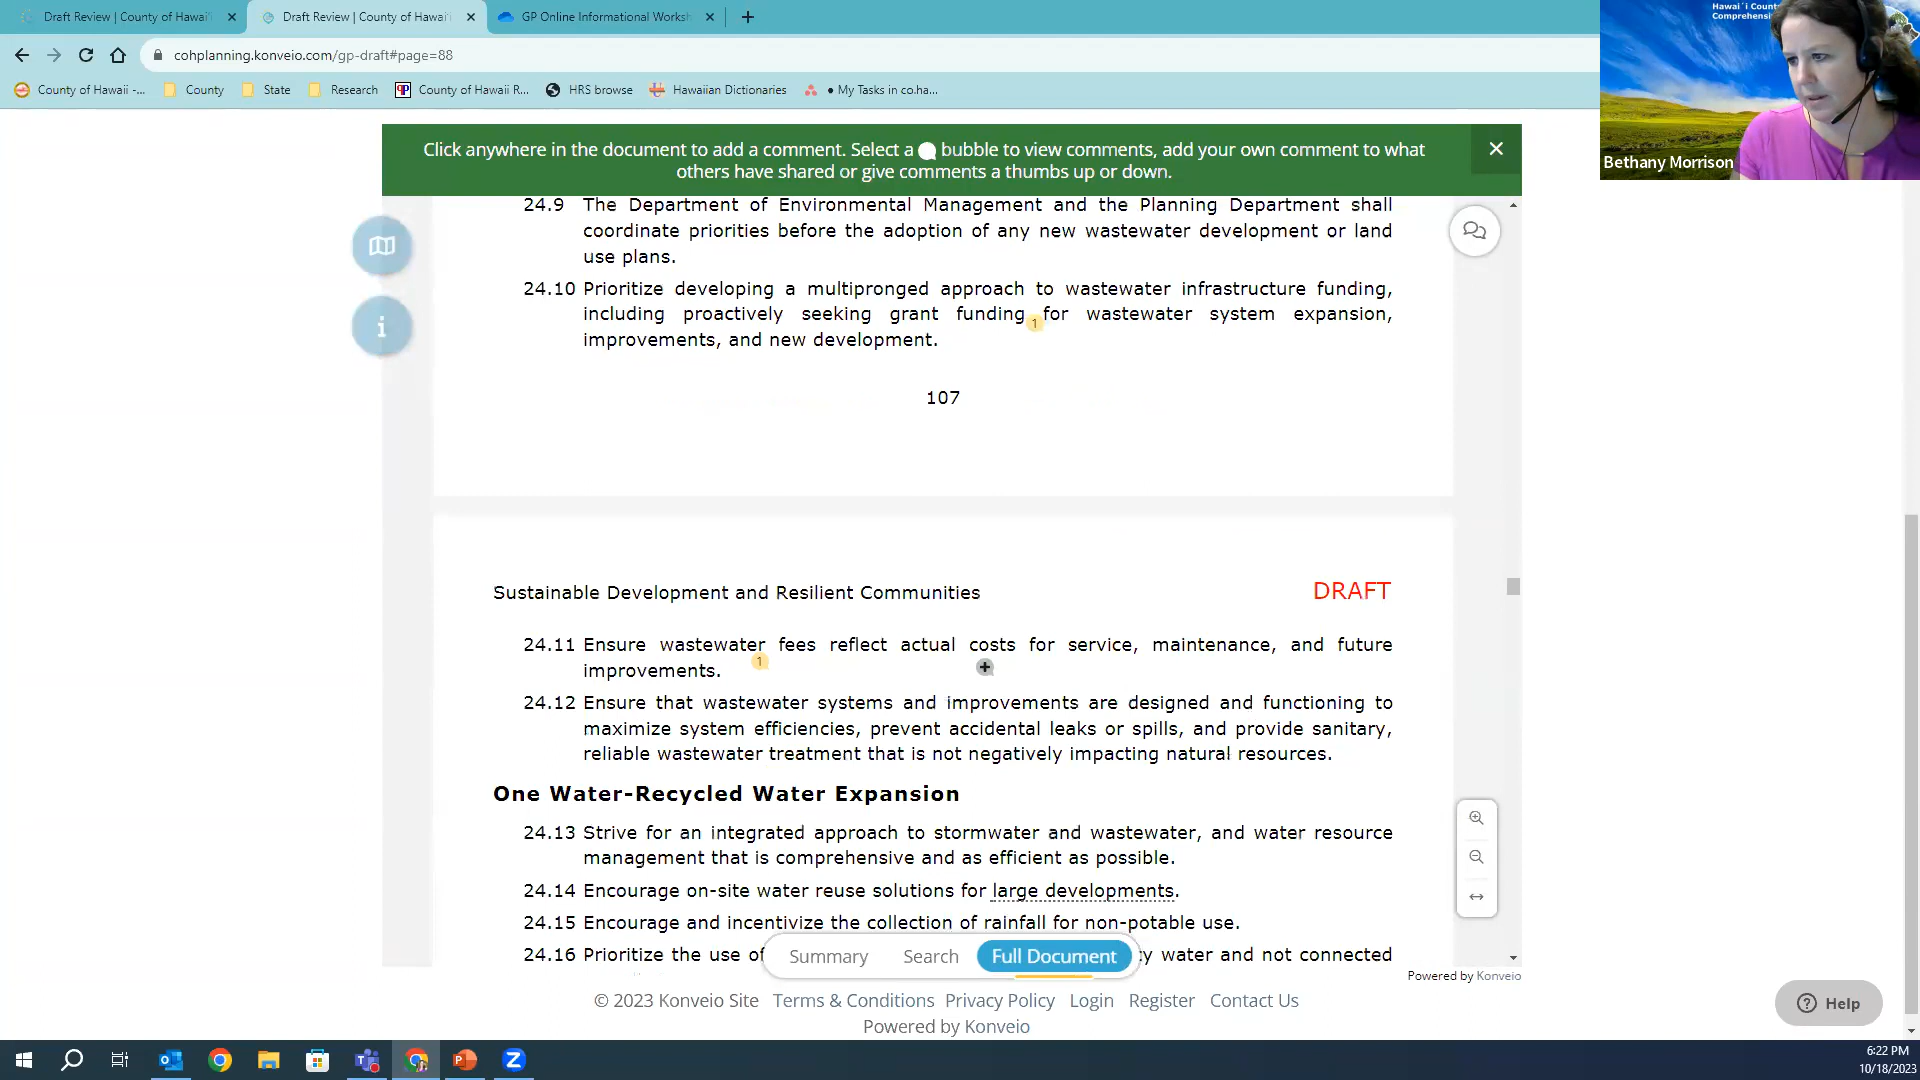 Draft Review | County of Hawai'i
Draft Review | County of Hawai'i
GP Online Informational Worksh
cohplanning.konveio.com/gp-draft#page=88
County of Hawaii -...
County
State
Research
County of Hawaii R...
HRS browse
Hawaiian Dictionaries
● My Tasks in co.ha...
Click anywhere in the document to add a comment. Select a bubble to view comments, add your own comment to what
others have shared or give comments a thumbs up or down.
24.9 The Department of Environmental Management and the Planning Department shall
coordinate priorities before the adoption of any new wastewater development or land
use plans.
24.10 Prioritize developing a multipronged approach to wastewater infrastructure funding,
including proactively seeking grant funding for wastewater system expansion,
1
improvements, and new development.
107
Sustainable Development and Resilient Communities
DRAFT
24.11 Ensure wastewater fees reflect actual costs for service, maintenance, and future
1
improvements.
24.12 Ensure that wastewater systems and improvements are designed and functioning to
maximize system efficiencies, prevent accidental leaks or spills, and provide sanitary,
reliable wastewater treatment that is not negatively impacting natural resources.
One Water-Recycled Water Expansion
24.13 Strive for an integrated approach to stormwater and wastewater, and water resource
management that is comprehensive and as efficient as possible.
24.14 Encourage on-site water reuse solutions for large developments.
24.15 Encourage and incentivize the collection of rainfall for non-potable use.
24.16 Prioritize the use of
water and not connected
Summary
Search
Full Document
Powered by Konveio
© 2023 Konveio Site
Terms & Conditions
Privacy Policy
Login
Register
Contact Us
Powered by Konveio
Help
Hawai'i County
Comprehensi
Bethany Morrison
6:22 PM
10/18/2023